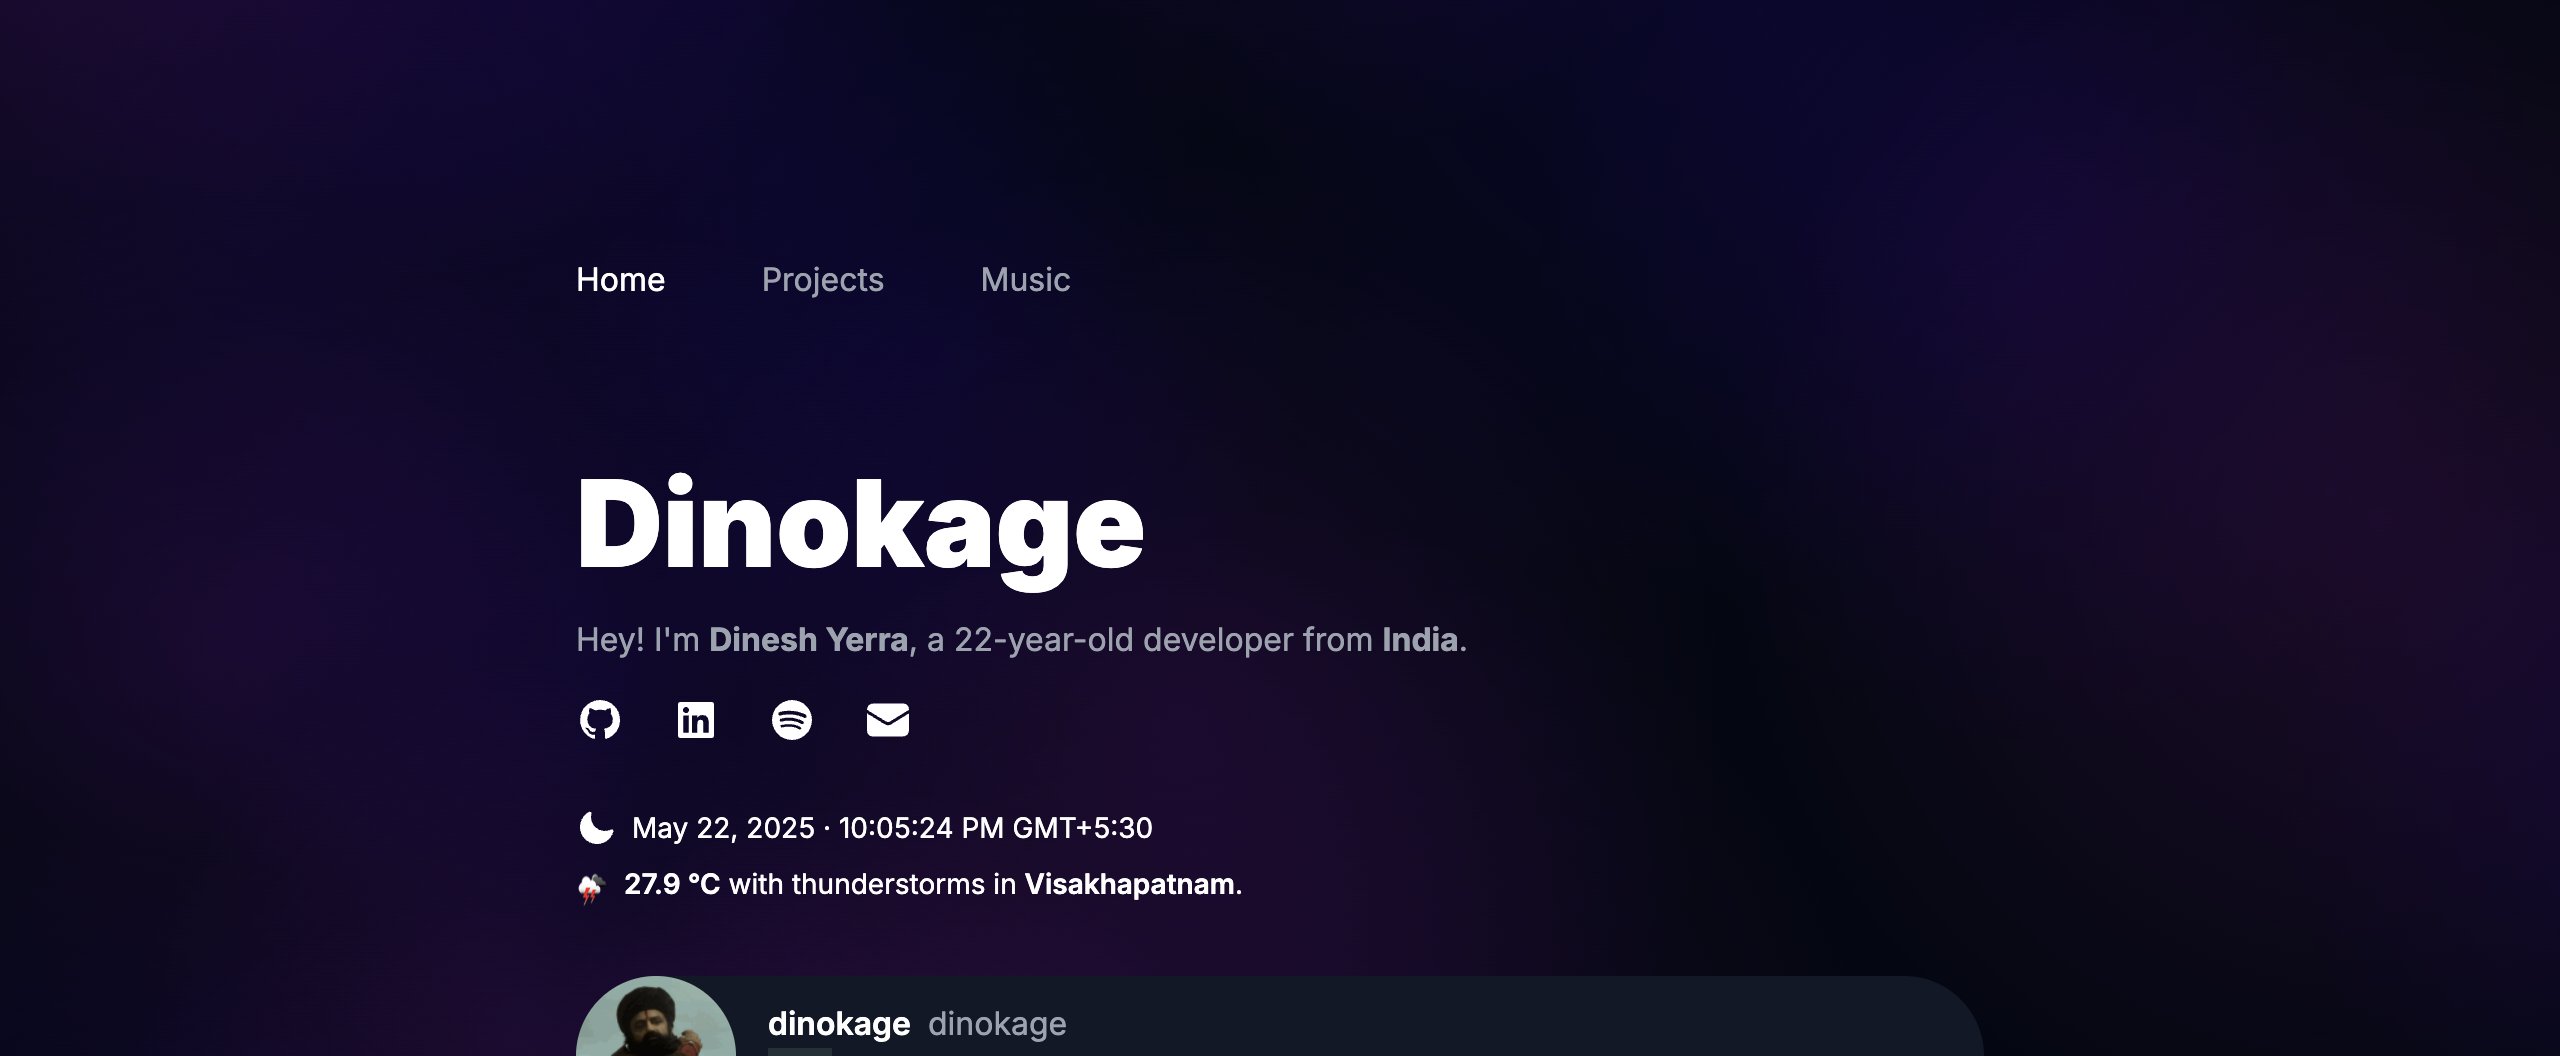 Home Projects Music
Dinokage
Hey! I'm Dinesh Yerra, a 22-year-old developer from India.
in
May 22, 2025 · 10:05:24 PM GMT+5:30
27.9 °C with thunderstorms in Visakhapatnam.
dinokage dinokage